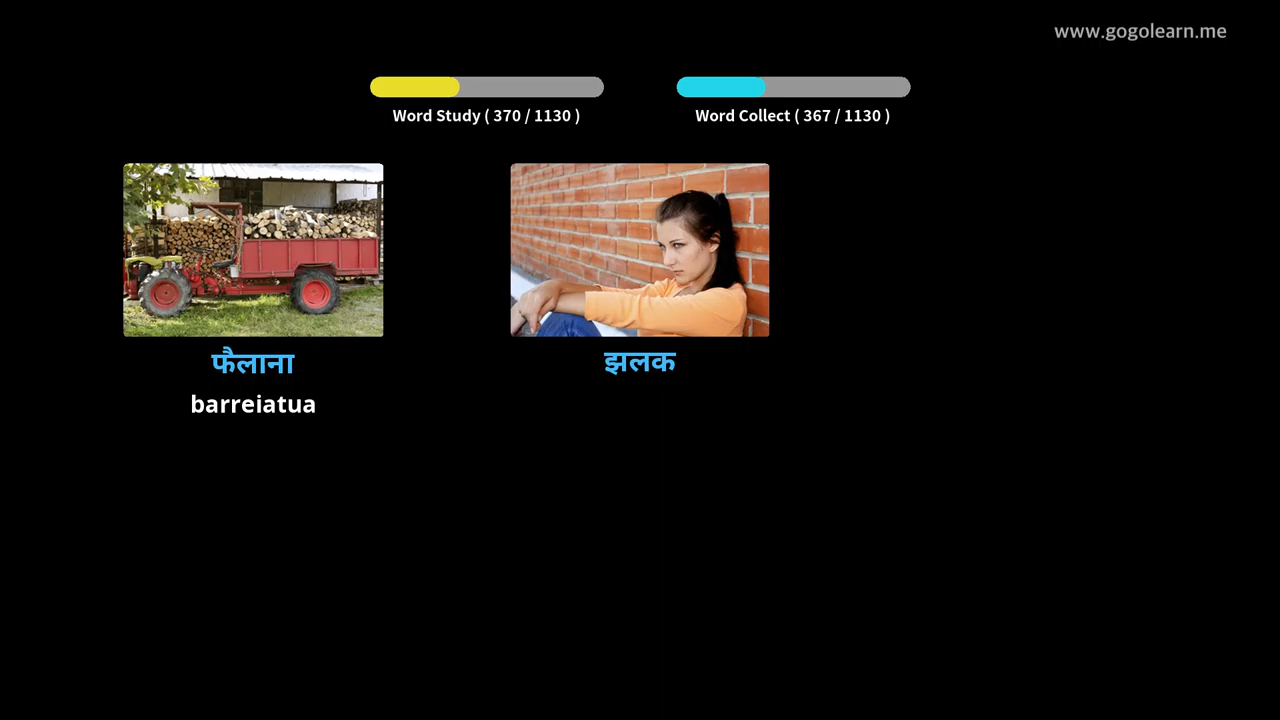 www.gogolearn.me
Word Study ( 370 / 1130 )
Word Collect ( 367 / 1130 )
फैलाना
झलक
barreiatua